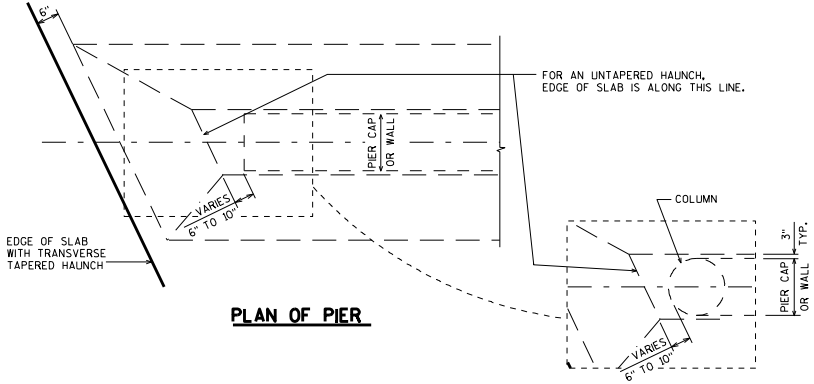 6"
FOR AN UNTAPERED HAUNCH,
EDGE OF SLAB IS ALONG THIS LINE.
PIER CAP
OR WALL
VARIES
6" TO 10"
EDGE OF SLAB
WITH TRANSVERSE
TAPERED HAUNCH
PLAN OF PIER
COLUMN
3"
TYP.
PIER CAP
OR WALL
VARIES
6" TO 10"